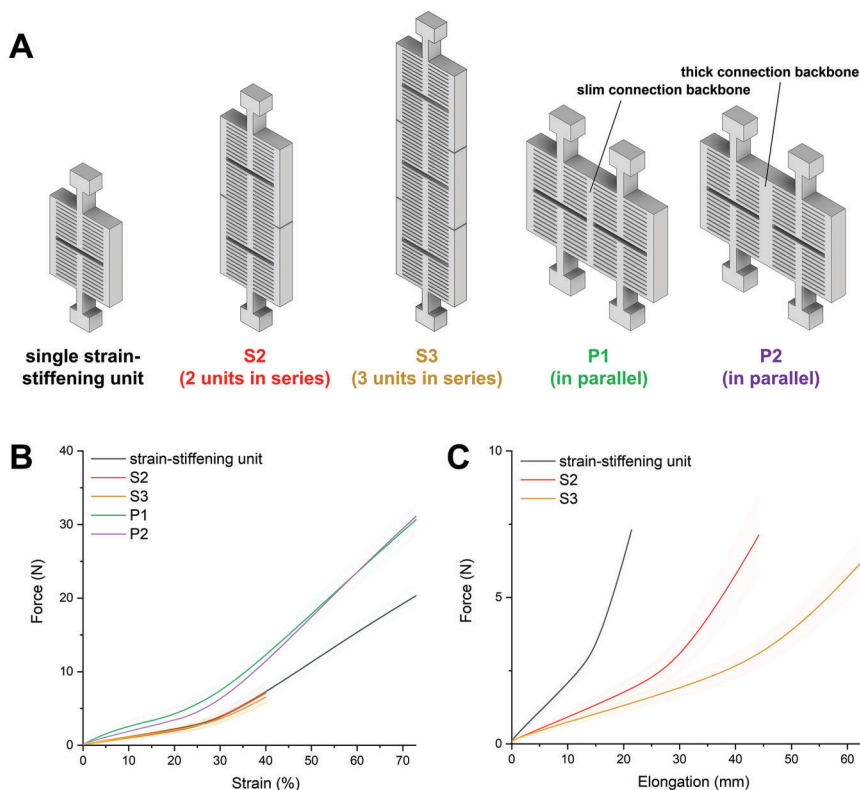 A
thick connection backbone
slim connection backbone
single strain-
stiffening unit
S2
(2 units in series)
S3
(3 units in series)
P1
(in parallel)
P2
(in parallel)
B
40
30
20
10
0
Force (N)
strain-stiffening unit
S2
S3
P1
P2
0 10 20 30 40 50 60 70
Strain (%)
C
10
5
0
Force (N)
strain-stiffening unit
S2
S3
0 10 20 30 40 50 60
Elongation (mm)